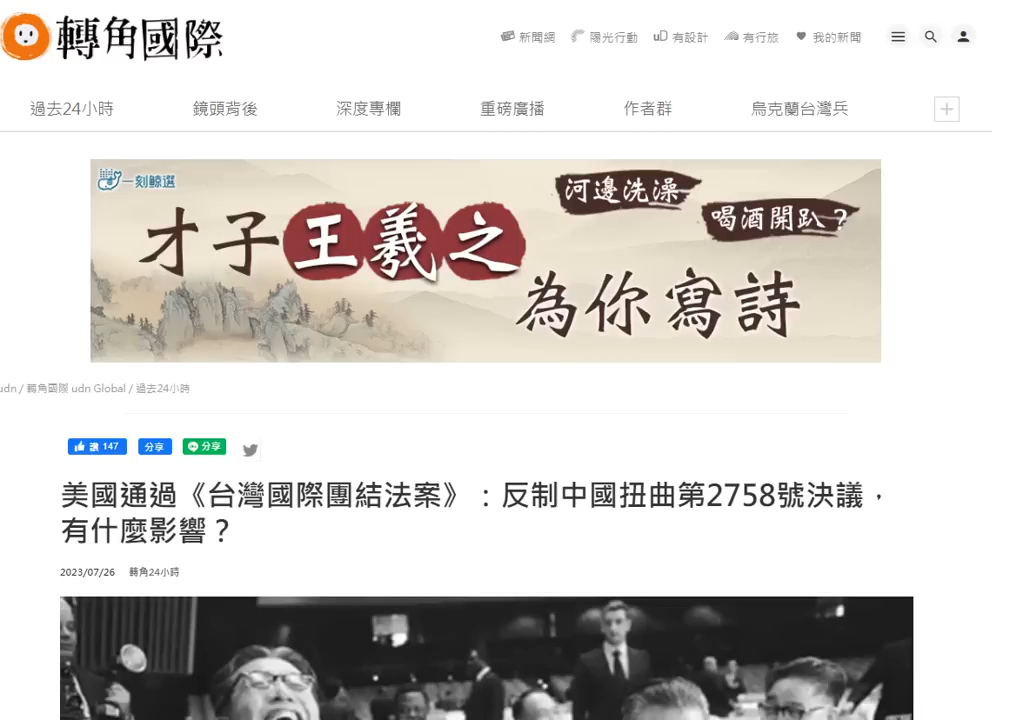 轉角國際
新聞網 陽光行動 uD 有設計 有行旅 我的新聞
過去24小時 鏡頭背後 深度專欄 重磅廣播 作者群 烏克蘭台灣兵
一刻鯨選
河邊洗澡
喝酒開趴？
才子王羲之
為你寫詩
udn / 轉角國際 udn Global / 過去24小時
讚 147 分享 分享
美國通過《台灣國際團結法案》：反制中國扭曲第2758號決議，
有什麼影響？
2023/07/26 轉角24小時